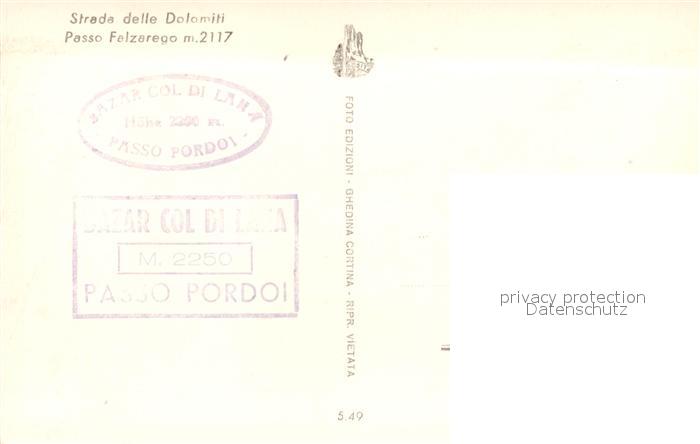 Strada delle Dolomiti
Passo Falzarego m.2117
BAZAR COL DI LANA
Höhe m.
- PASSO PORDOI -
BAZAR COL DI LANA
M. 2250
PASSO PORDOI
FOTO EDIZIONI - GHEDINA CORTINA - RIPR. VIETATA
5.49
privacy protection
Datenschutz